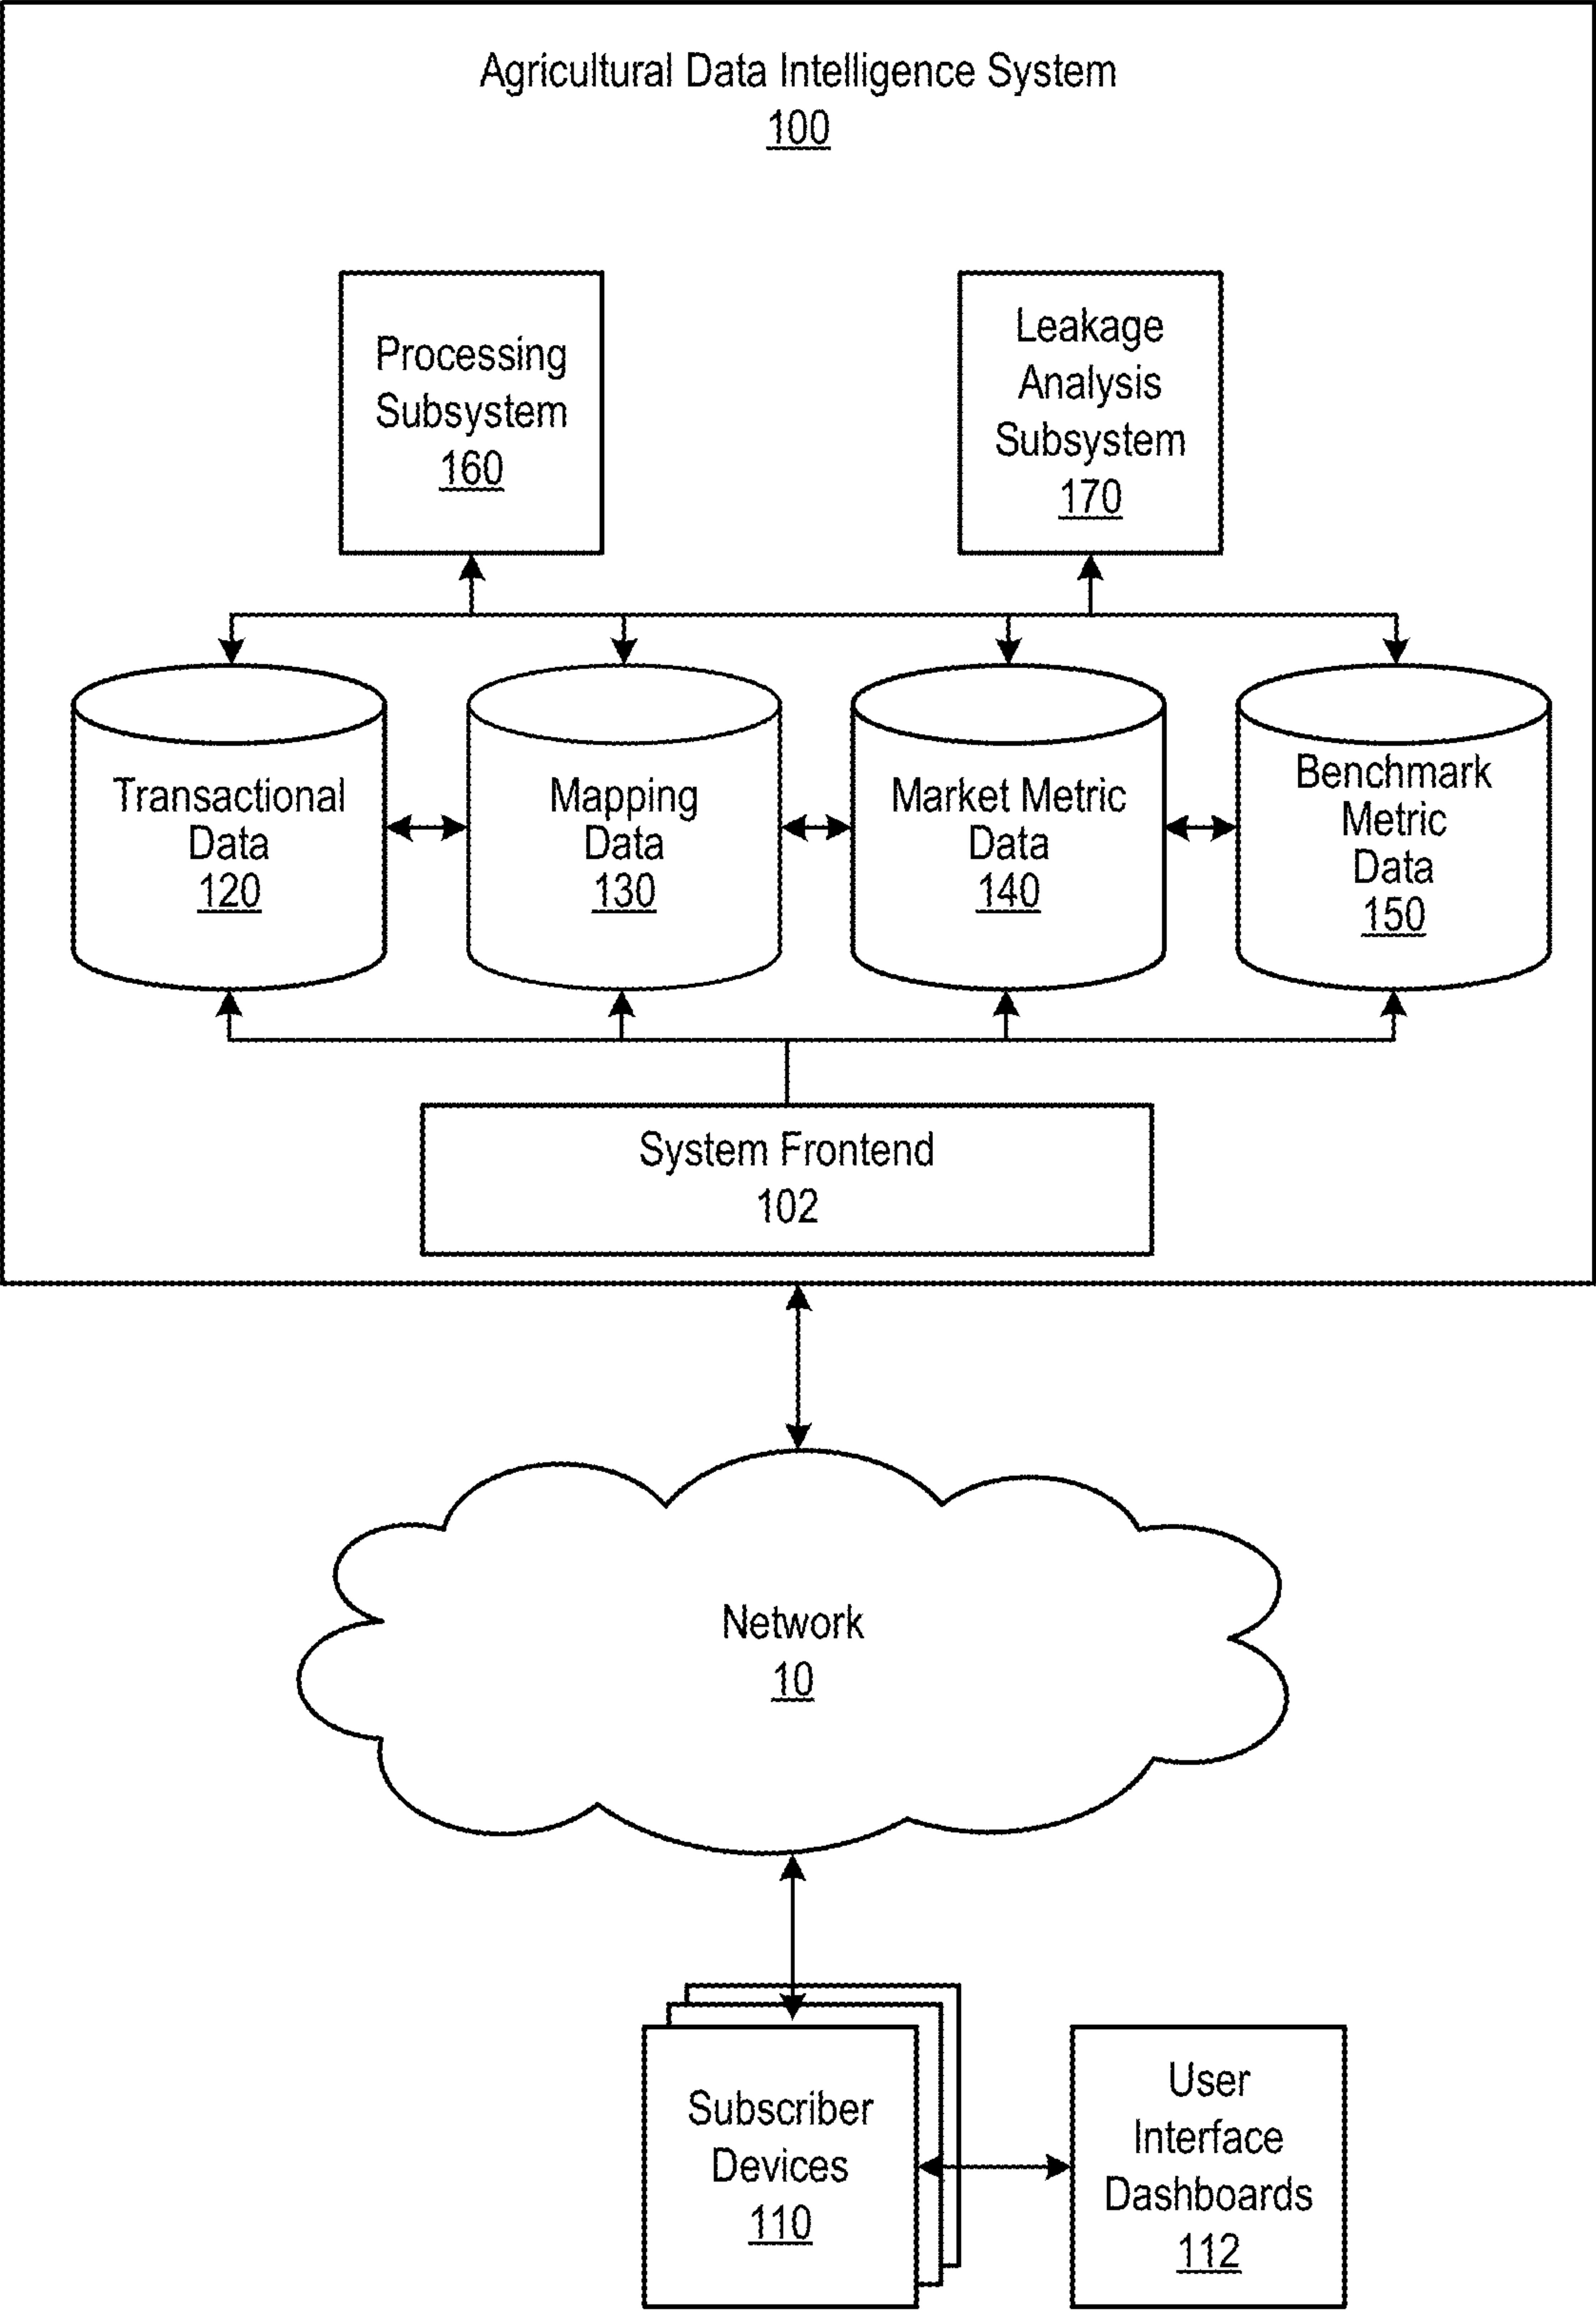 Agricultural Data Intelligence System
100
Processing
Subsystem
160
Leakage
Analysis
Subsystem
170
Transactional
Data
120
Mapping
Data
130
Market Metric
Data
140
Benchmark
Metric
Data
150
System Frontend
102
Network
10
Subscriber
Devices
110
User
Interface
Dashboards
112